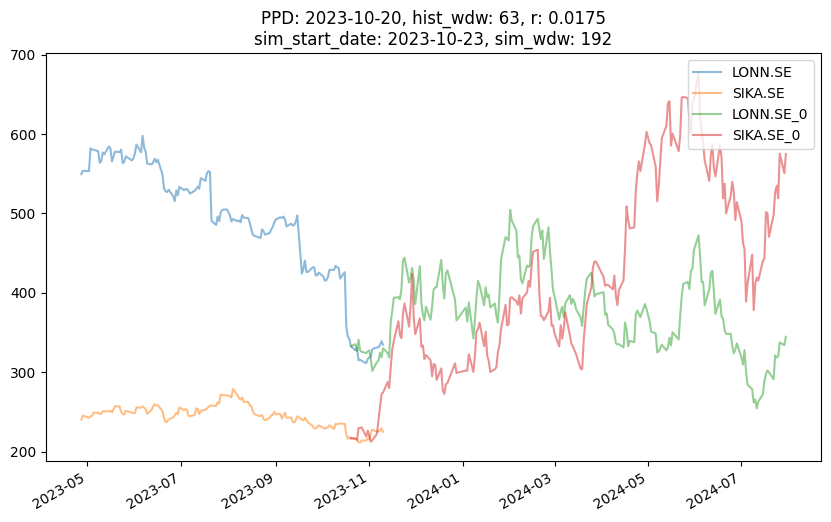 PPD: 2023-10-20, hist_wdw: 63, r: 0.0175
sim_start_date: 2023-10-23, sim_wdw: 192
700
600
500
400
300
200
LONN.SE
SIKA.SE
LONN.SE_0
SIKA.SE_0
2023-05
2023-07
2023-09
2023-11
2024-01
2024-03
2024-05
2024-07